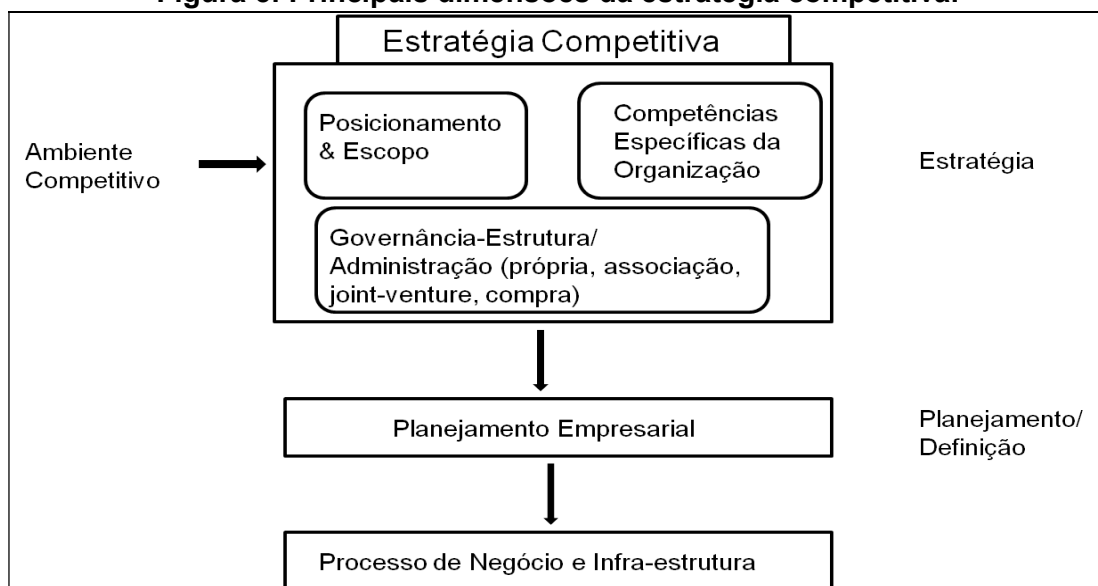 Figura Principais dimensões da estratégia competitiva.
Estratégia Competitiva
Posicionamento
& Escopo
Competências
Específicas da
Organização
Ambiente
Competitivo
Estratégia
Governância-Estrutura/
Administração (própria, associação,
joint-venture, compra)
Planejamento Empresarial
Planejamento/
Definição
Processo de Negócio e Infra-estrutura